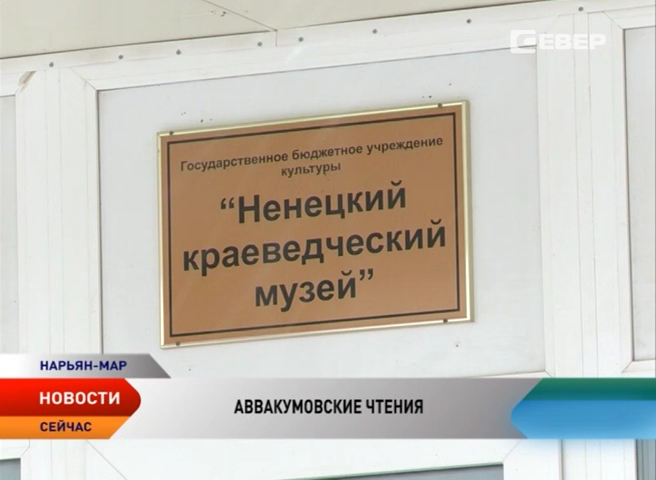 СЕВЕР
Государственное бюджетное учреждение
культуры
“Ненецкий
краеведческий
музей”
НАРЬЯН-МАР
НОВОСТИ
СЕЙЧАС
АВВАКУМОВСКИЕ ЧТЕНИЯ